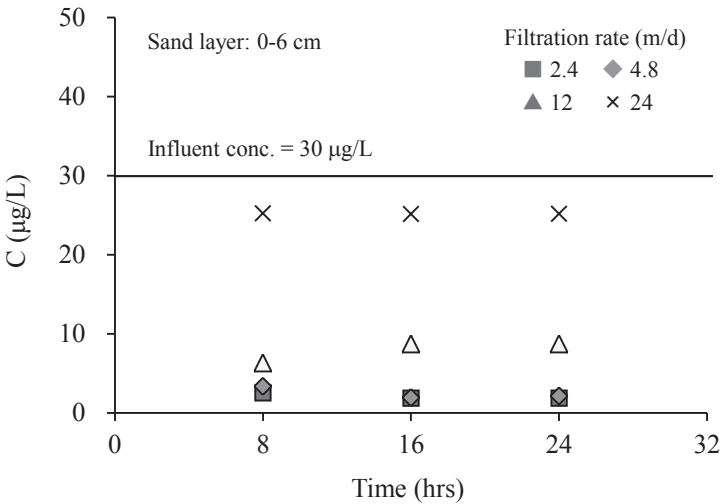 50
Sand layer: 0-6 cm
Filtration rate (m/d)
2.4 4.8
12 24
40
Influent conc. = 30 µg/L
30
C (µg/L)
20
10
0
0 8 16 24 32
Time (hrs)